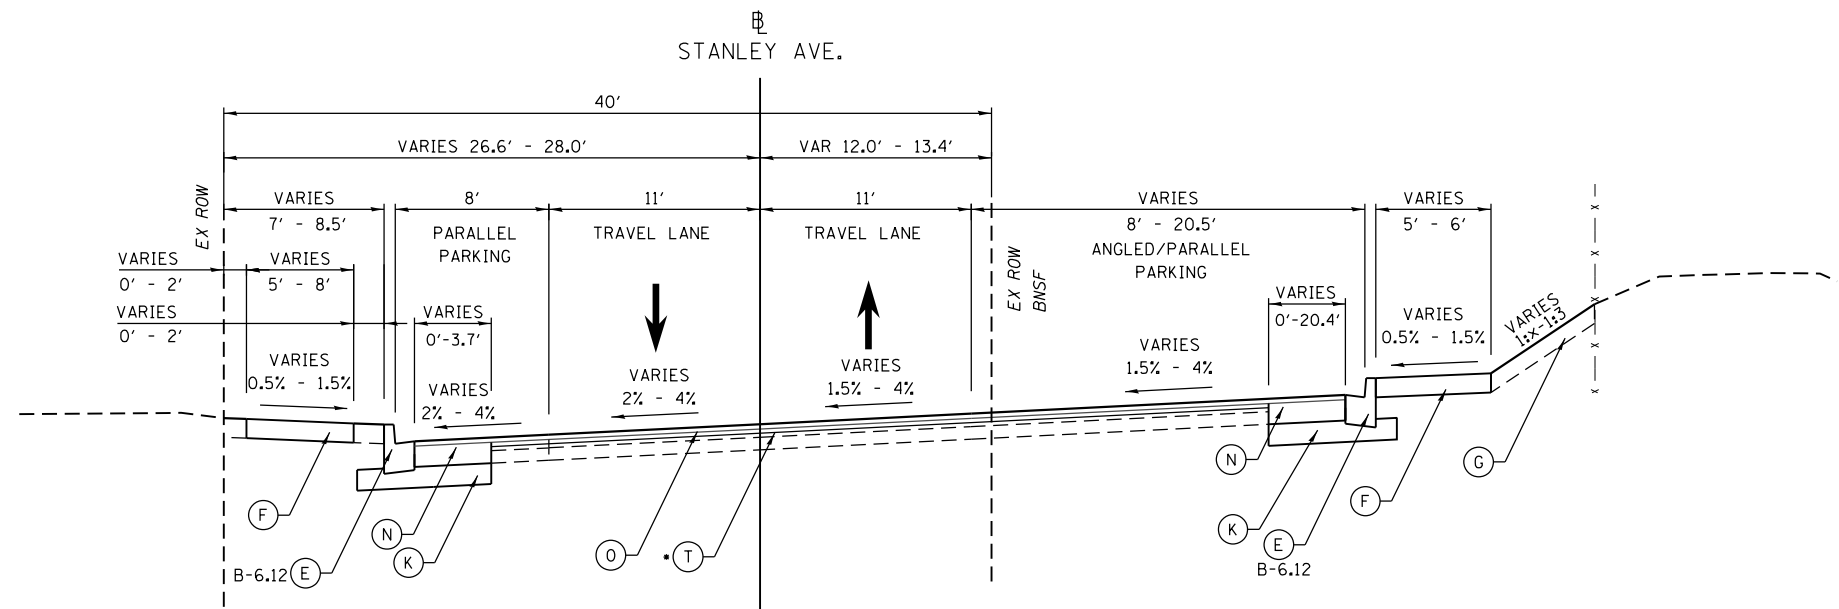 ℄
STANLEY AVE.
40'
VARIES 26.6' - 28.0'
VAR 12.0' - 13.4'
EX ROW
VARIES
7' - 8.5'
8'
PARALLEL
PARKING
11'
TRAVEL LANE
11'
TRAVEL LANE
EX ROW
BNSF
VARIES
8' - 20.5'
ANGLED/PARALLEL
PARKING
VARIES
5' - 6'
VARIES
0' - 2'
VARIES
5' - 8'
VARIES
0' - 2'
VARIES
0'-3.7'
VARIES
0'-20.4'
VARIES
0.5% - 1.5%
VARIES
1:X-1:3
VARIES
0.5% - 1.5%
VARIES
2% - 4%
VARIES
2% - 4%
VARIES
1.5% - 4%
VARIES
1.5% - 4%
F
N
K
B-6.12 E
O
* T
N
K
E
B-6.12
F
G